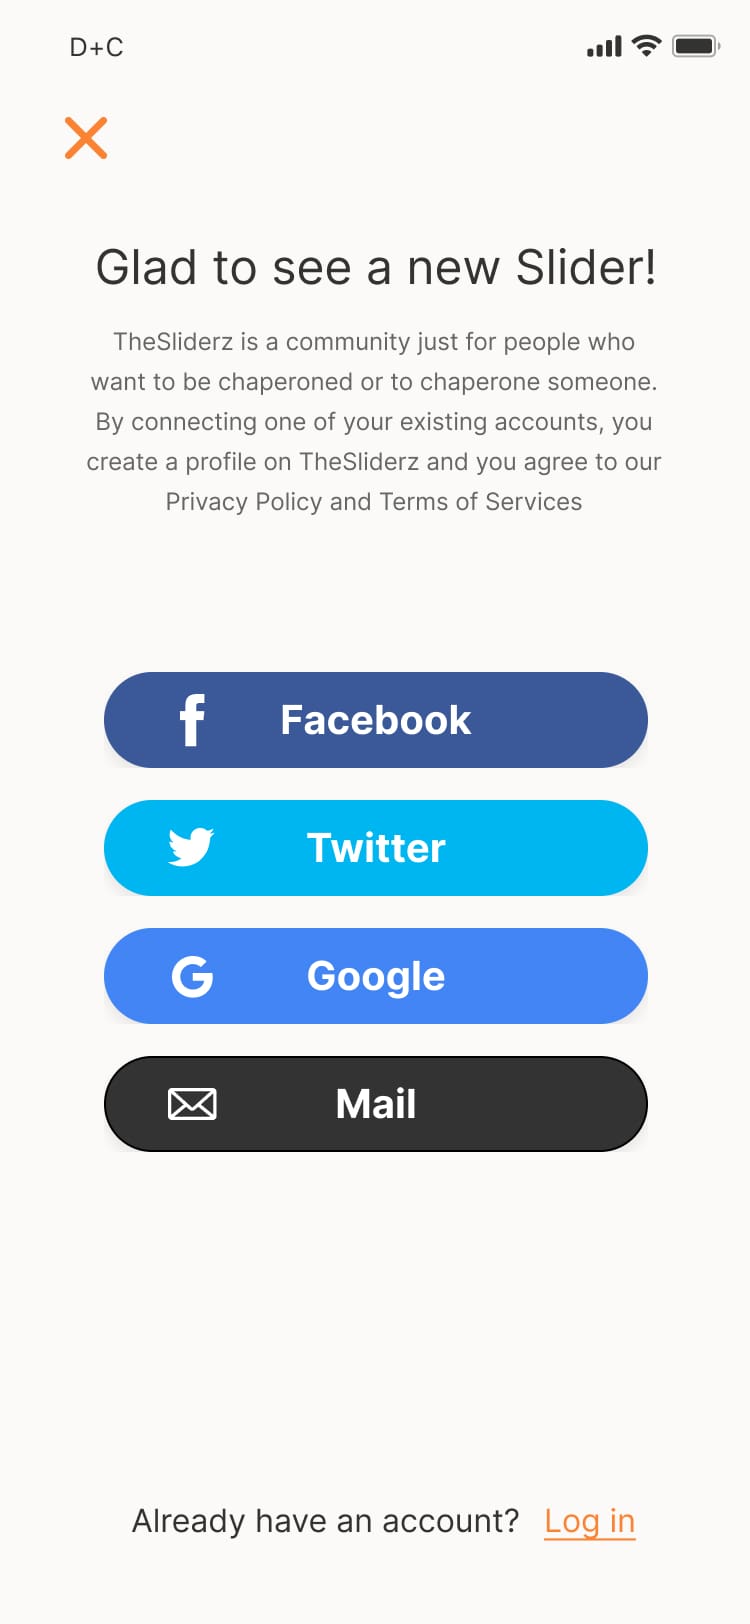 D+C
Glad to see a new Slider!
TheSliderz is a community just for people who
want to be chaperoned or to chaperone someone.
By connecting one of your existing accounts, you
create a profile on TheSliderz and you agree to our
Privacy Policy and Terms of Services
Facebook
Twitter
Google
Mail
Already have an account? Log in